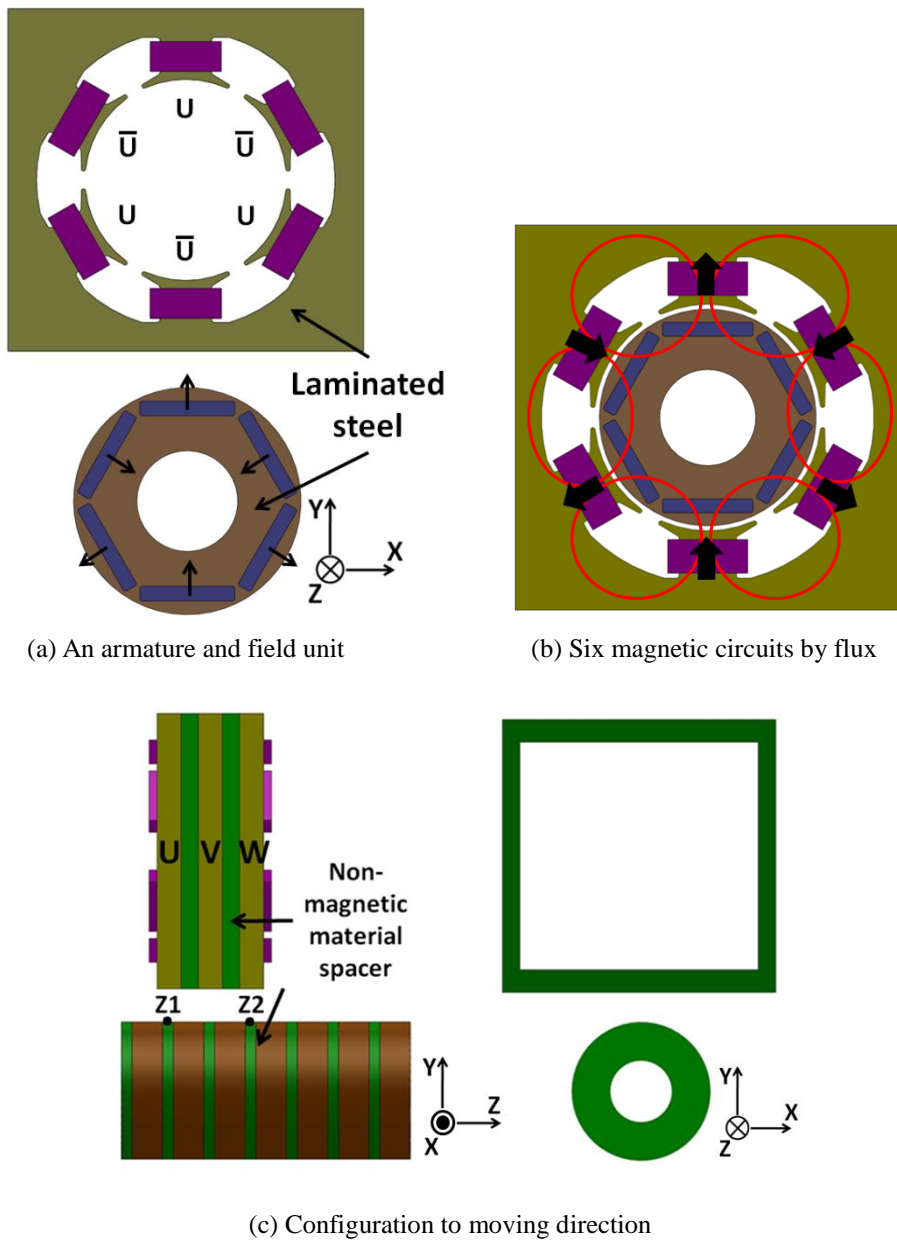 U
U̅ U̅
U U
U̅
Laminated
steel
Y
X
Z
(a) An armature and field unit
(b) Six magnetic circuits by flux
U V W
Non-
magnetic
material
spacer
Z1 Z2
Y
Z
X
Y
X
Z
(c) Configuration to moving direction